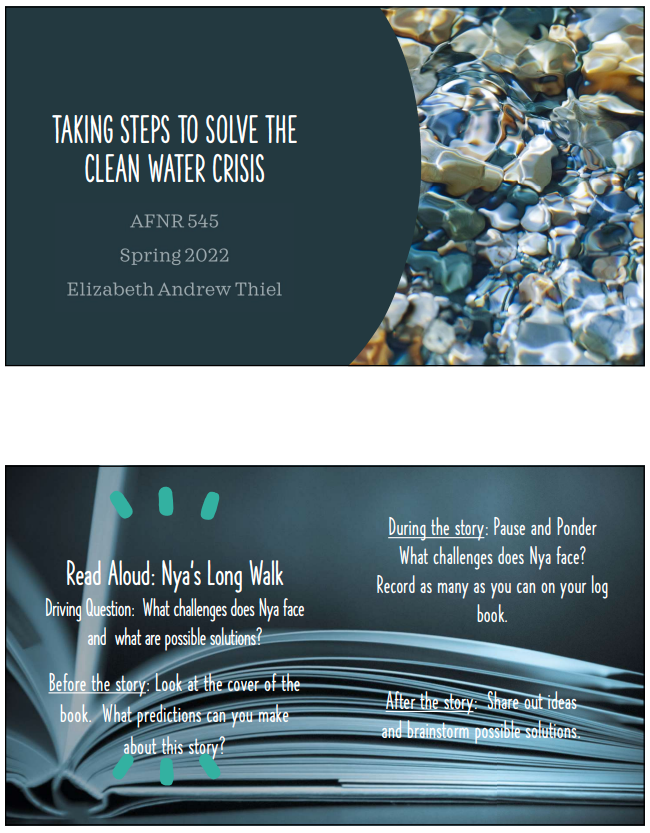 TAKING STEPS TO SOLVE THE
CLEAN WATER CRISIS
AFNR 545
Spring 2022
Elizabeth Andrew Thiel
Read Aloud: Nya's Long Walk
Driving Question:  What challenges does Nya face
and  what are possible solutions?
Before the story: Look at the cover of the
book.  What predictions can you make
about this story?
During the story: Pause and Ponder
What challenges does Nya face?
Record as many as you can on your log
book.
After the story:  Share out ideas
and brainstorm possible solutions.